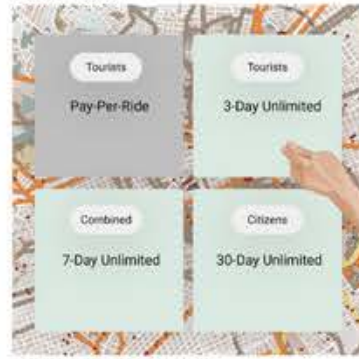 Tourists
Pay-Per-Ride
Tourists
3-Day Unlimited
Combined
7-Day Unlimited
Citizens
30-Day Unlimited